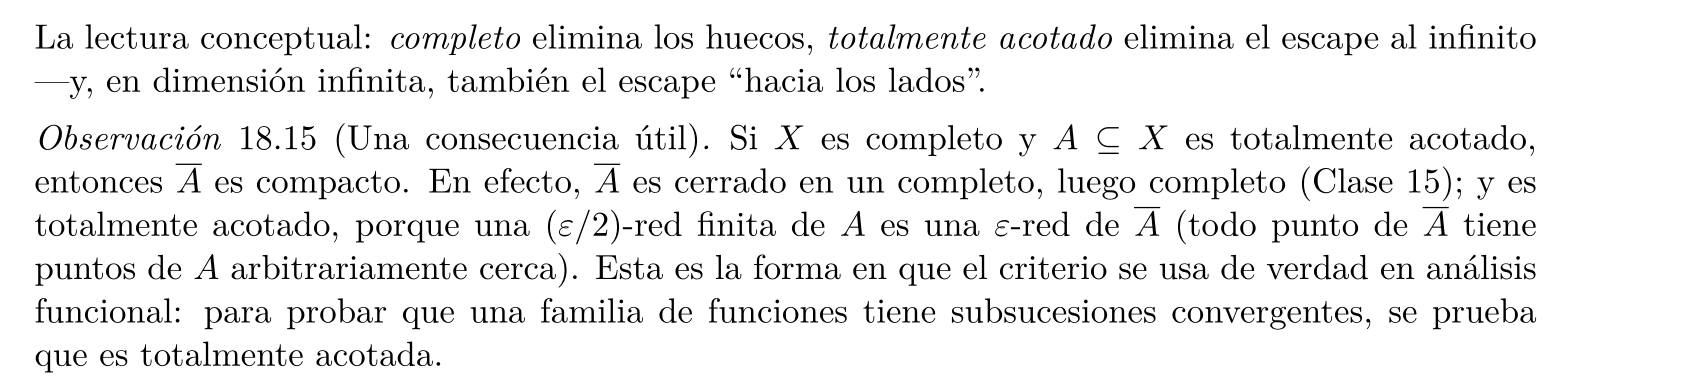 La lectura conceptual: completo elimina los huecos, totalmente acotado elimina el escape al infinito
—y, en dimensión infinita, también el escape “hacia los lados”.
Observación 18.15 (Una consecuencia útil). Si X es completo y A ⊆ X es totalmente acotado,
entonces A̅ es compacto. En efecto, A̅ es cerrado en un completo, luego completo (Clase 15); y es
totalmente acotado, porque una (ε/2)-red finita de A es una ε-red de A̅ (todo punto de A̅ tiene
puntos de A arbitrariamente cerca). Esta es la forma en que el criterio se usa de verdad en análisis
funcional: para probar que una familia de funciones tiene subsucesiones convergentes, se prueba
que es totalmente acotada.